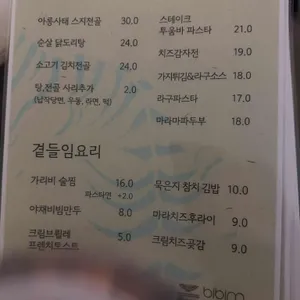 아롱사태 스지전골 30.0
순살 닭도리탕 24.0
소고기 김치전골 24.0
탕,전골 사리추가 2.0
(납작당면, 우동, 라면, 떡)
스테이크
투움바 파스타 21.0
치즈감자전 19.0
가지튀김&라구소스 18.0
라구파스타 17.0
마라마파두부 18.0
곁들임요리
가리비 술찜 16.0
파스타면 +2.0
야채비빔만두 8.0
크림브륄레 5.0
프렌치토스트
묵은지 참치 김밥 10.0
마라치즈후라이 9.0
크림치즈곶감 9.0
bibim